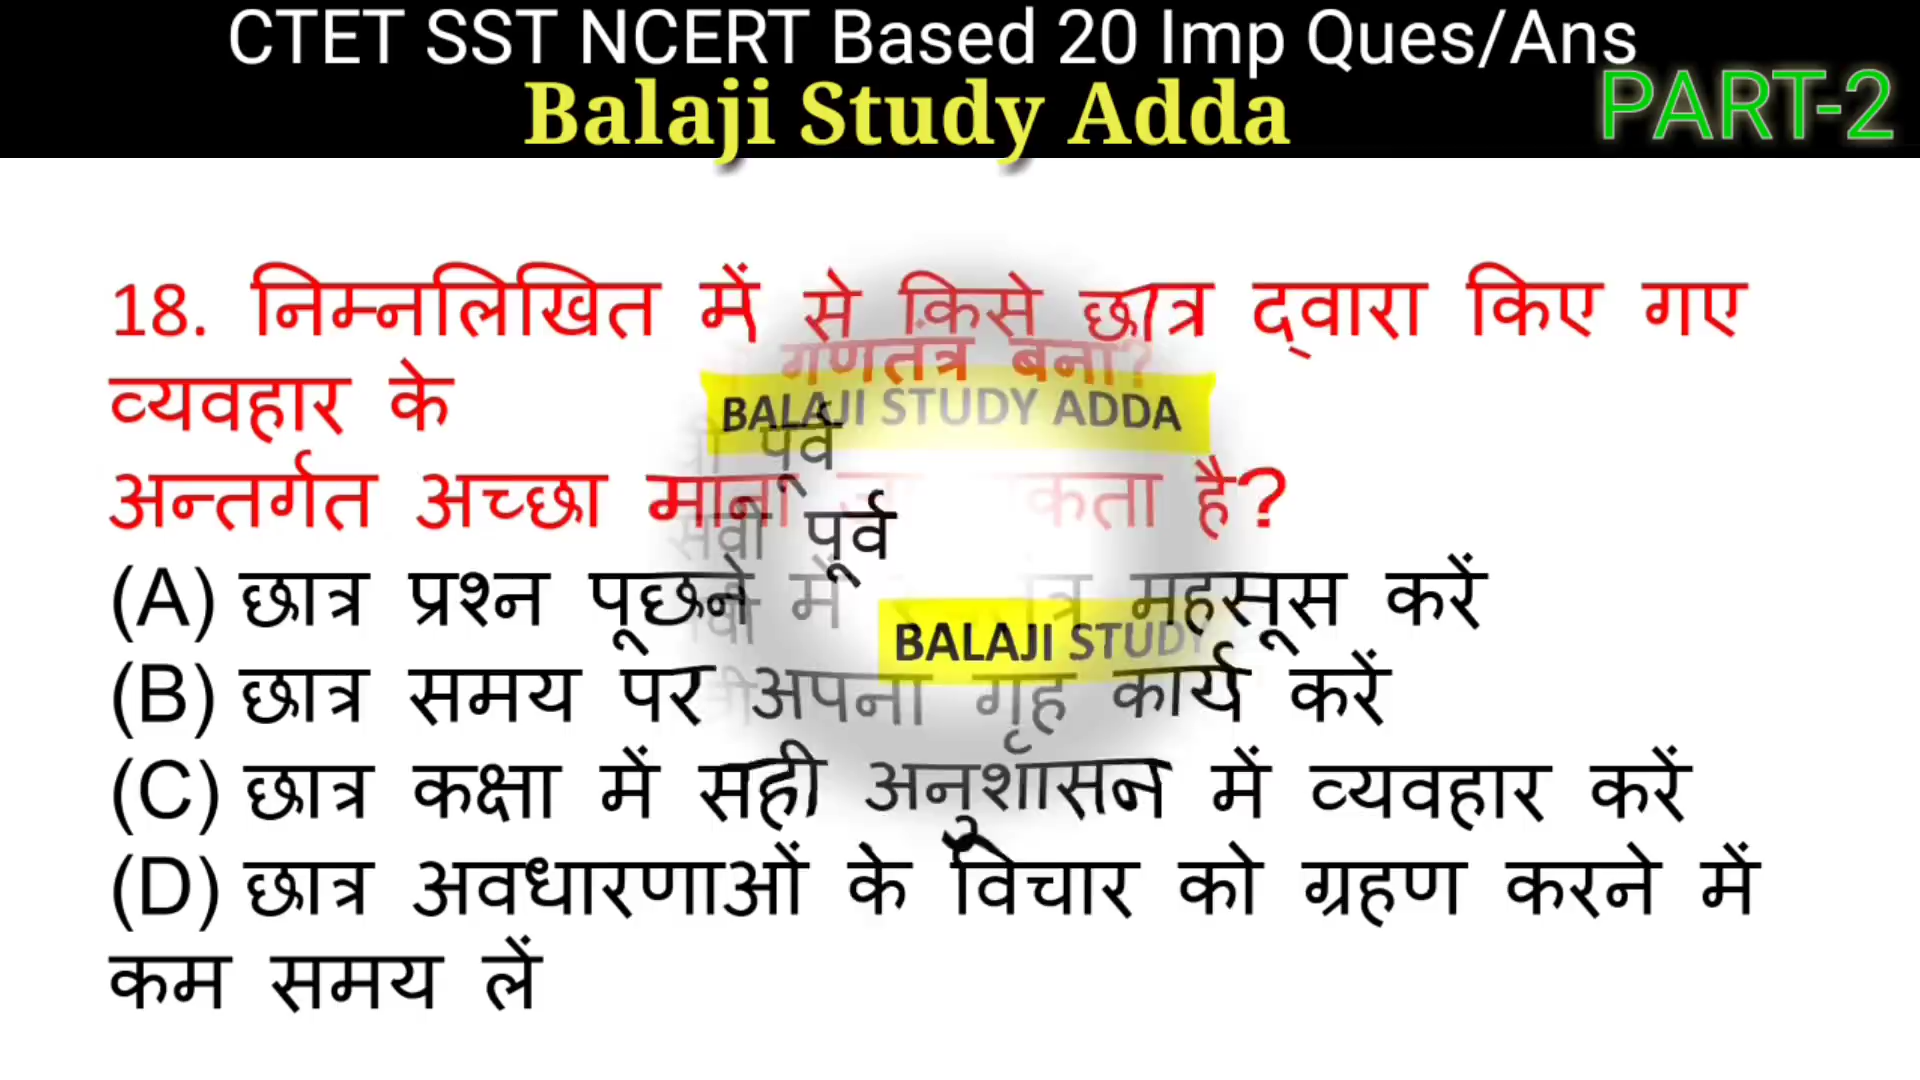 CTET SST NCERT Based 20 Imp Ques/Ans
Balaji Study Adda
PART-2
18. निम्नलिखित में से किसे छात्र द्वारा किए गए
गणतंत्र बना?
व्यवहार के
BALAJI STUDY ADDA
पूर्व
अन्तर्गत अच्छा माना है?
पूर्व
(A) छात्र प्रश्न पूछने में महसूस करें
BALAJI STUDY
(B) छात्र समय पर अपना गृह कार्य करें
(C) छात्र कक्षा में सही अनुशासन में व्यवहार करें
(D) छात्र अवधारणाओं के विचार को ग्रहण करने में
कम समय लें